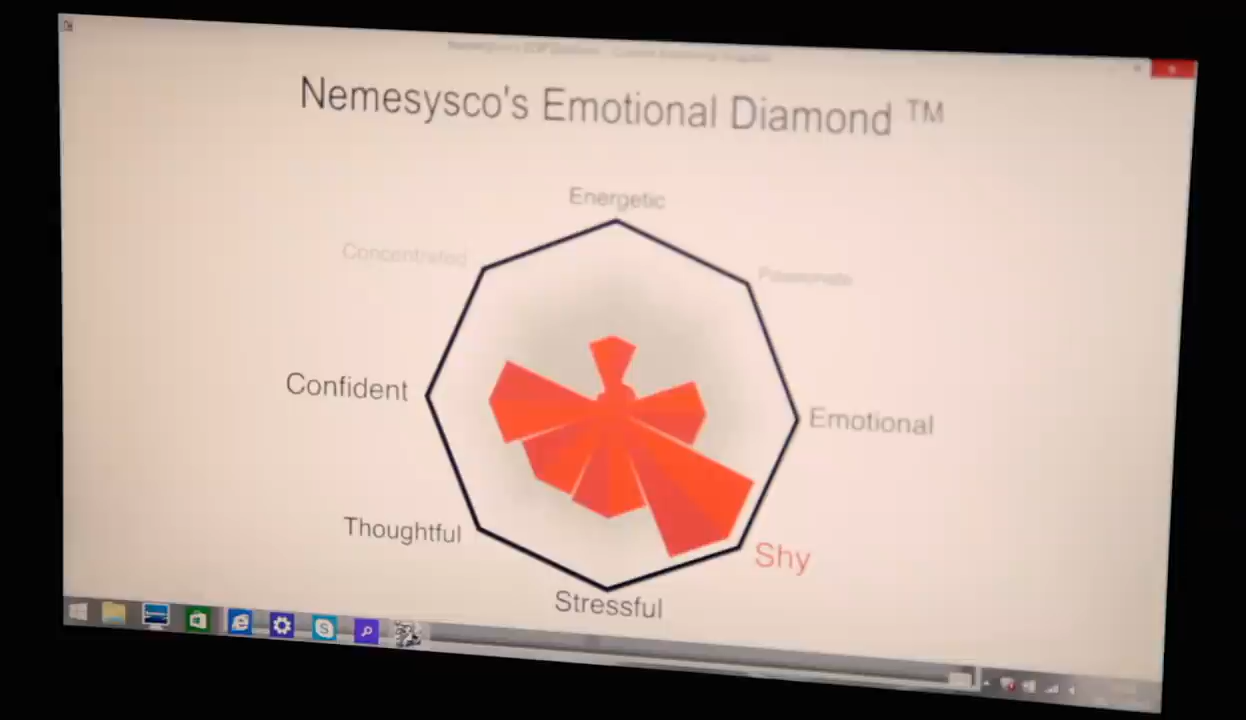 Nemesysco's Emotional Diamond ™
Energetic
Concentrated
Passionate
Confident
Emotional
Thoughtful
Shy
Stressful